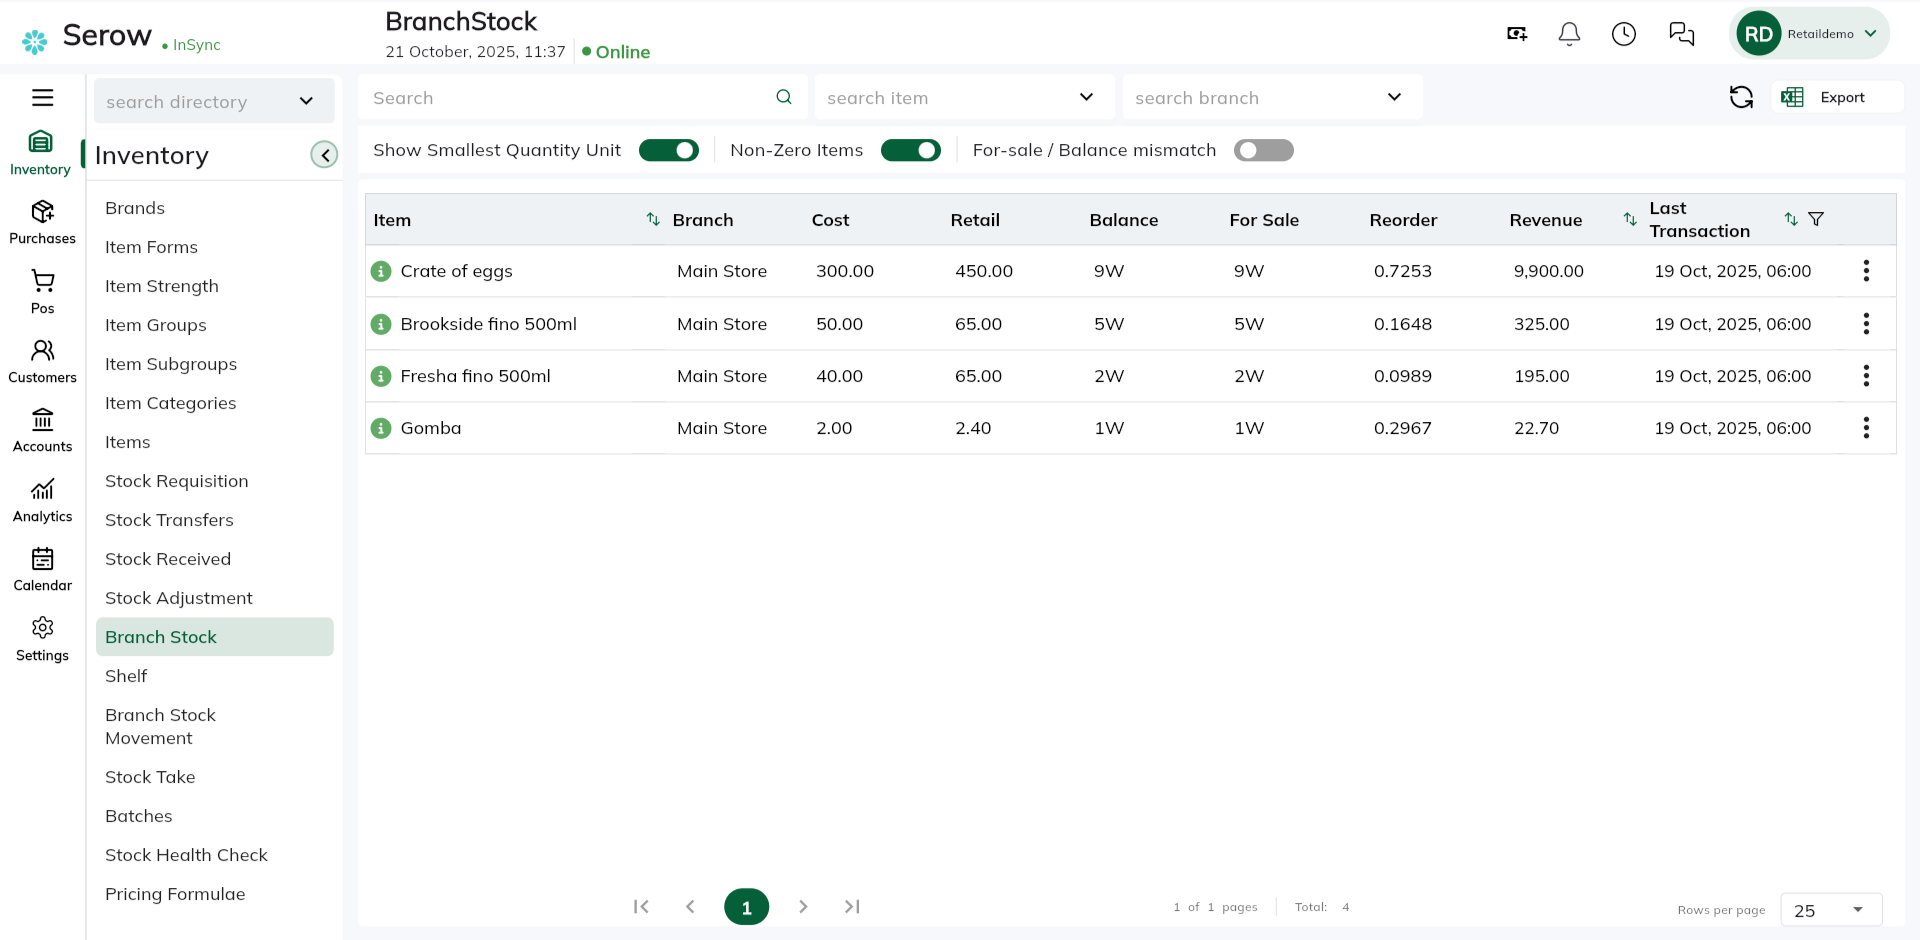 Serow
InSync
BranchStock
21 October, 2025, 11:37
Online
RD
Retaildemo
search directory
Search
search item
search branch
Export
Inventory
Purchases
Pos
Customers
Accounts
Analytics
Calendar
Settings
Inventory
Brands
Item Forms
Item Strength
Item Groups
Item Subgroups
Item Categories
Items
Stock Requisition
Stock Transfers
Stock Received
Stock Adjustment
Branch Stock
Shelf
Branch Stock
Movement
Stock Take
Batches
Stock Health Check
Pricing Formulae
Show Smallest Quantity Unit
Non-Zero Items
For-sale / Balance mismatch
Item Branch Cost Retail Balance For Sale Reorder Revenue Last
Transaction
Crate of eggs Main Store 300.00 450.00 9W 9W 0.7253 9,900.00 19 Oct, 2025, 06:00
Brookside fino 500ml Main Store 50.00 65.00 5W 5W 0.1648 325.00 19 Oct, 2025, 06:00
Fresha fino 500ml Main Store 40.00 65.00 2W 2W 0.0989 195.00 19 Oct, 2025, 06:00
Gomba Main Store 2.00 2.40 1W 1W 0.2967 22.70 19 Oct, 2025, 06:00
1
1 of 1 pages
Total: 4
Rows per page
25